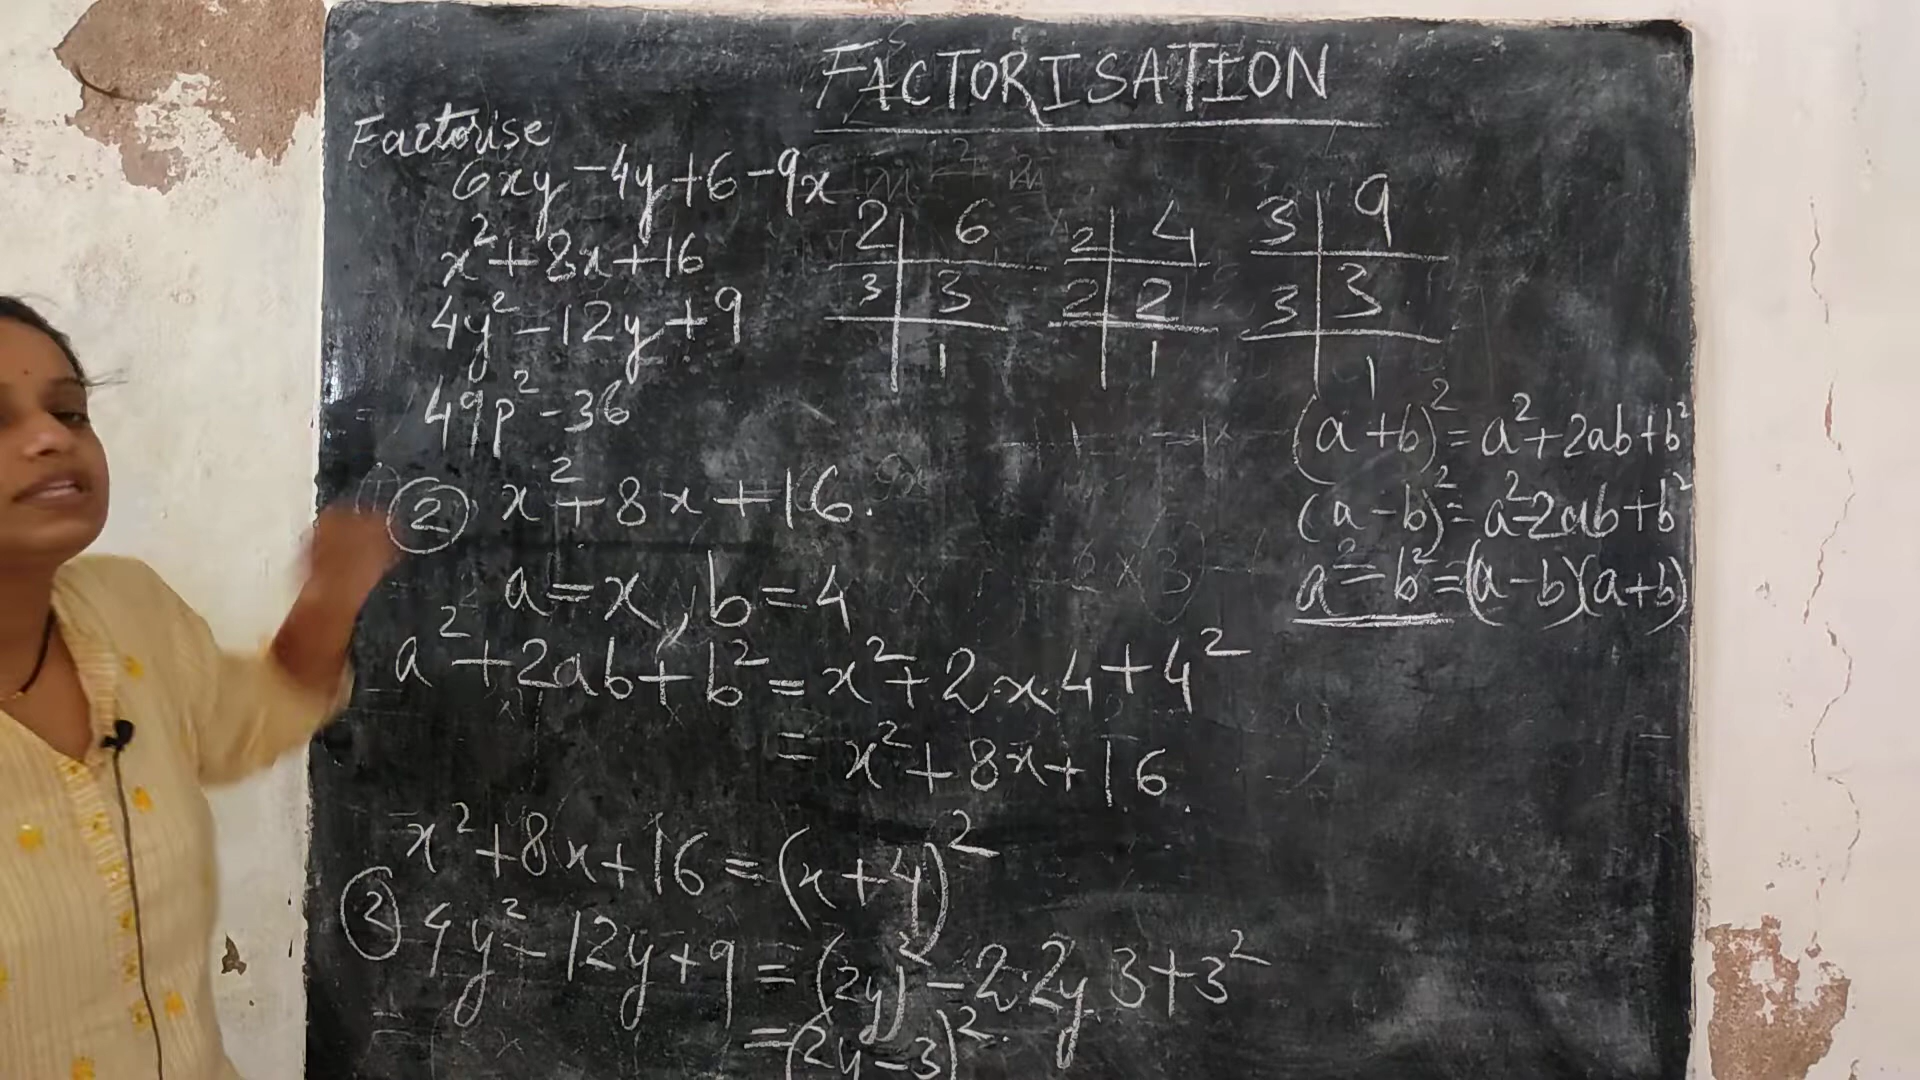 FACTORISATION
Factorise
6xy-4y+6-9x
x²+8x+16
4y²-12y+9
49p²-36
2 | 6
3 | 3
1
2 | 4
2 | 2
1
3 | 9
3 | 3
1
(a+b)²=a²+2ab+b²
(a-b)²=a²-2ab+b²
a²-b²=(a-b)(a+b)
② x²+8x+16.
a=x, b=4
a²+2ab+b²=x²+2.x.4+4²
=x²+8x+16.
x²+8x+16=(x+4)²
③ 4y²-12y+9=(2y)²-2.2y.3+3²
=(2y-3)².